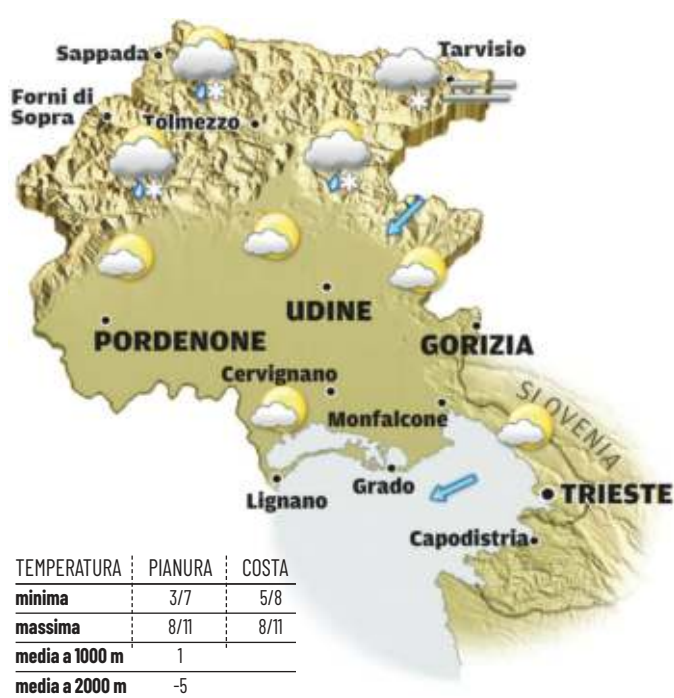 Sappada
Tarvisio
Forni di
Sopra
Tolmezzo
UDINE
PORDENONE
GORIZIA
Cervignano
SLOVENIA
Monfalcone
Grado
Lignano
TRIESTE
Capodistria
TEMPERATURA PIANURA COSTA
minima 3/7 5/8
massima 8/11 8/11
media a 1000 m 1
media a 2000 m -5